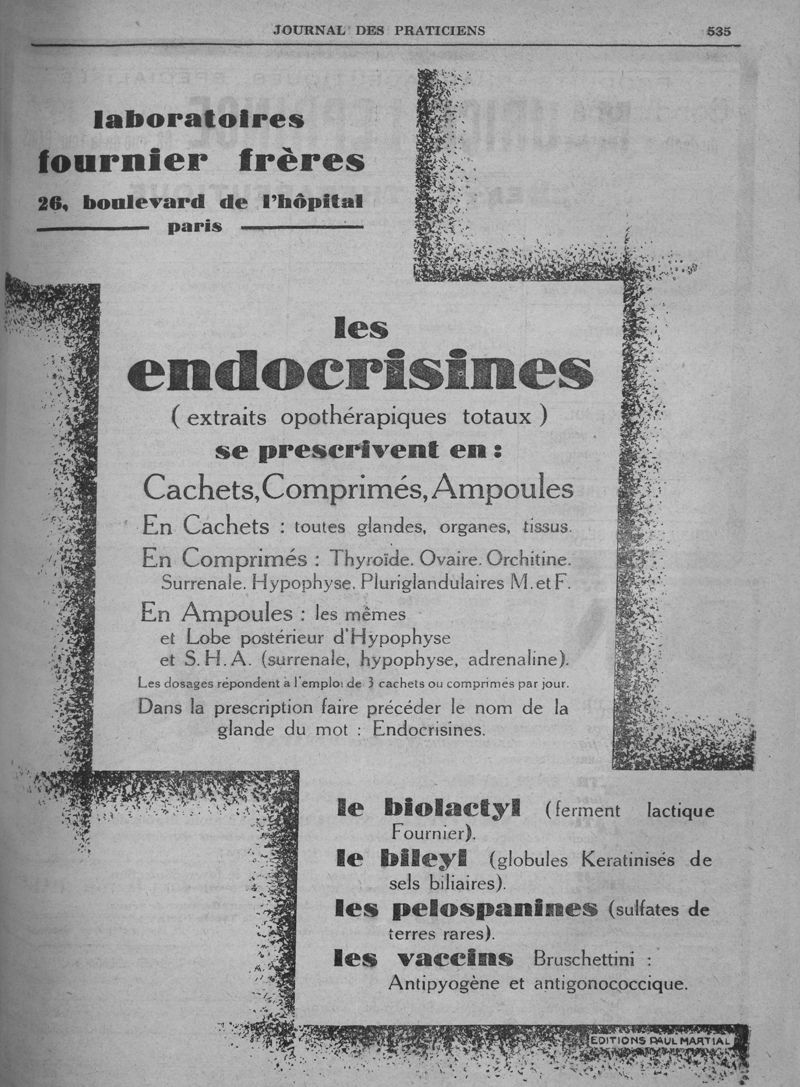 JOURNAL DES PRATICIENS 535
laboratoires
fournier frères
26, boulevard de l'hôpital
paris
les
endocrisines
( extraits opothérapiques totaux )
se prescrivent en :
Cachets, Comprimés, Ampoules
En Cachets : toutes glandes, organes, tissus.
En Comprimés : Thyroïde. Ovaire. Orchitine.
Surrenale. Hypophyse. Pluriglandulaires M. et F.
En Ampoules : les mêmes
et Lobe postérieur d'Hypophyse
et S. H. A. (surrenale, hypophyse, adrenaline).
Les dosages répondent à l'emploi de 3 cachets ou comprimés par jour.
Dans la prescription faire précéder le nom de la
glande du mot : Endocrisines.
le biolactyl (ferment lactique
Fournier).
le bileyl (globules Keratinisés de
sels biliaires).
les pelospanines (sulfates de
terres rares).
les vaccins Bruschettini :
Antipyogène et antigonococcique.
EDITIONS PAUL MARTIAL